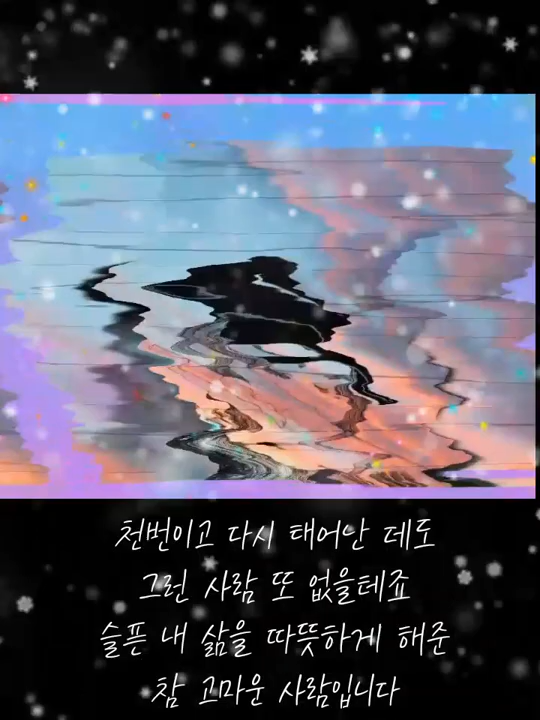 천번이고 다시 태어난 데도
그런 사람 또 없을테죠
슬픈 내 삶을 따뜻하게 해준
참 고마운 사람입니다